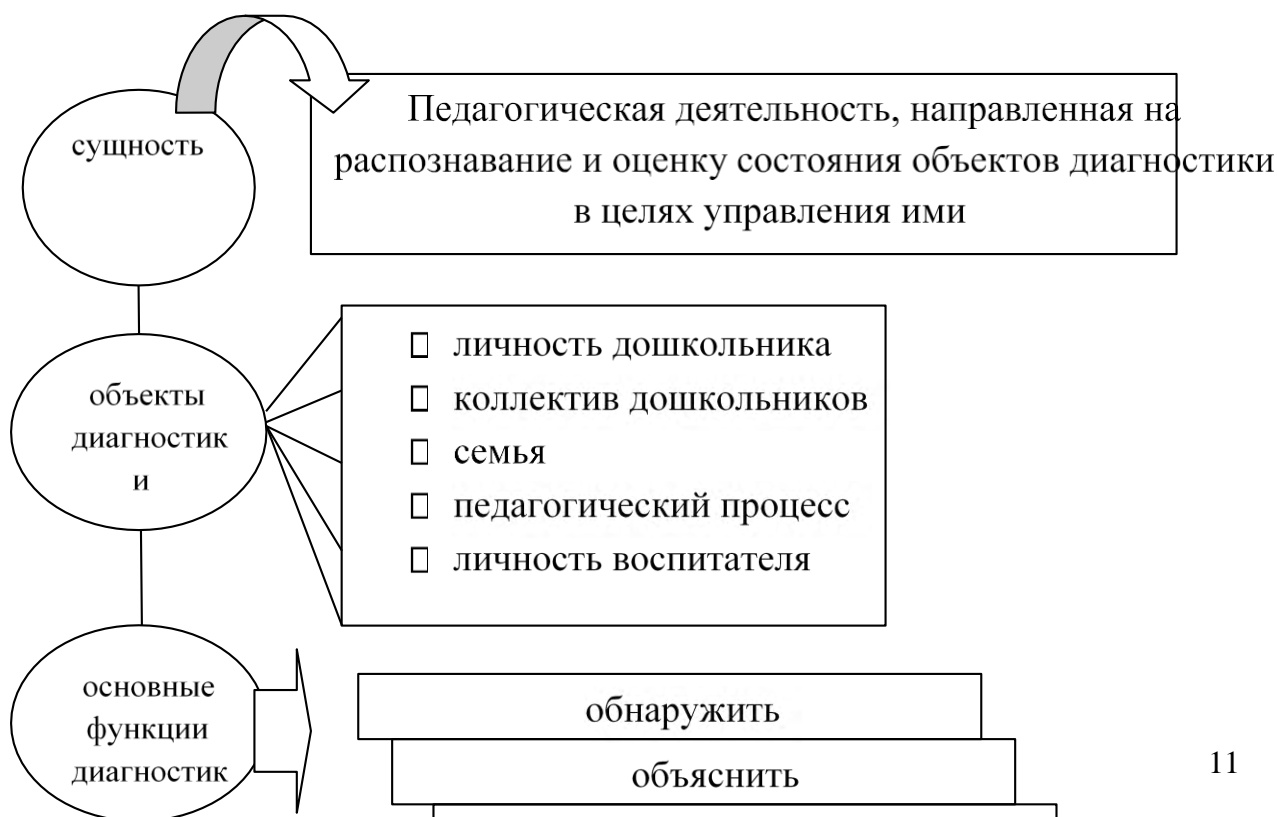 сущность
Педагогическая деятельность, направленная на
распознавание и оценку состояния объектов диагностики
в целях управления ими
объекты
диагностик
и
личность дошкольника
коллектив дошкольников
семья
педагогический процесс
личность воспитателя
основные
функции
диагностик
обнаружить
объяснить
11